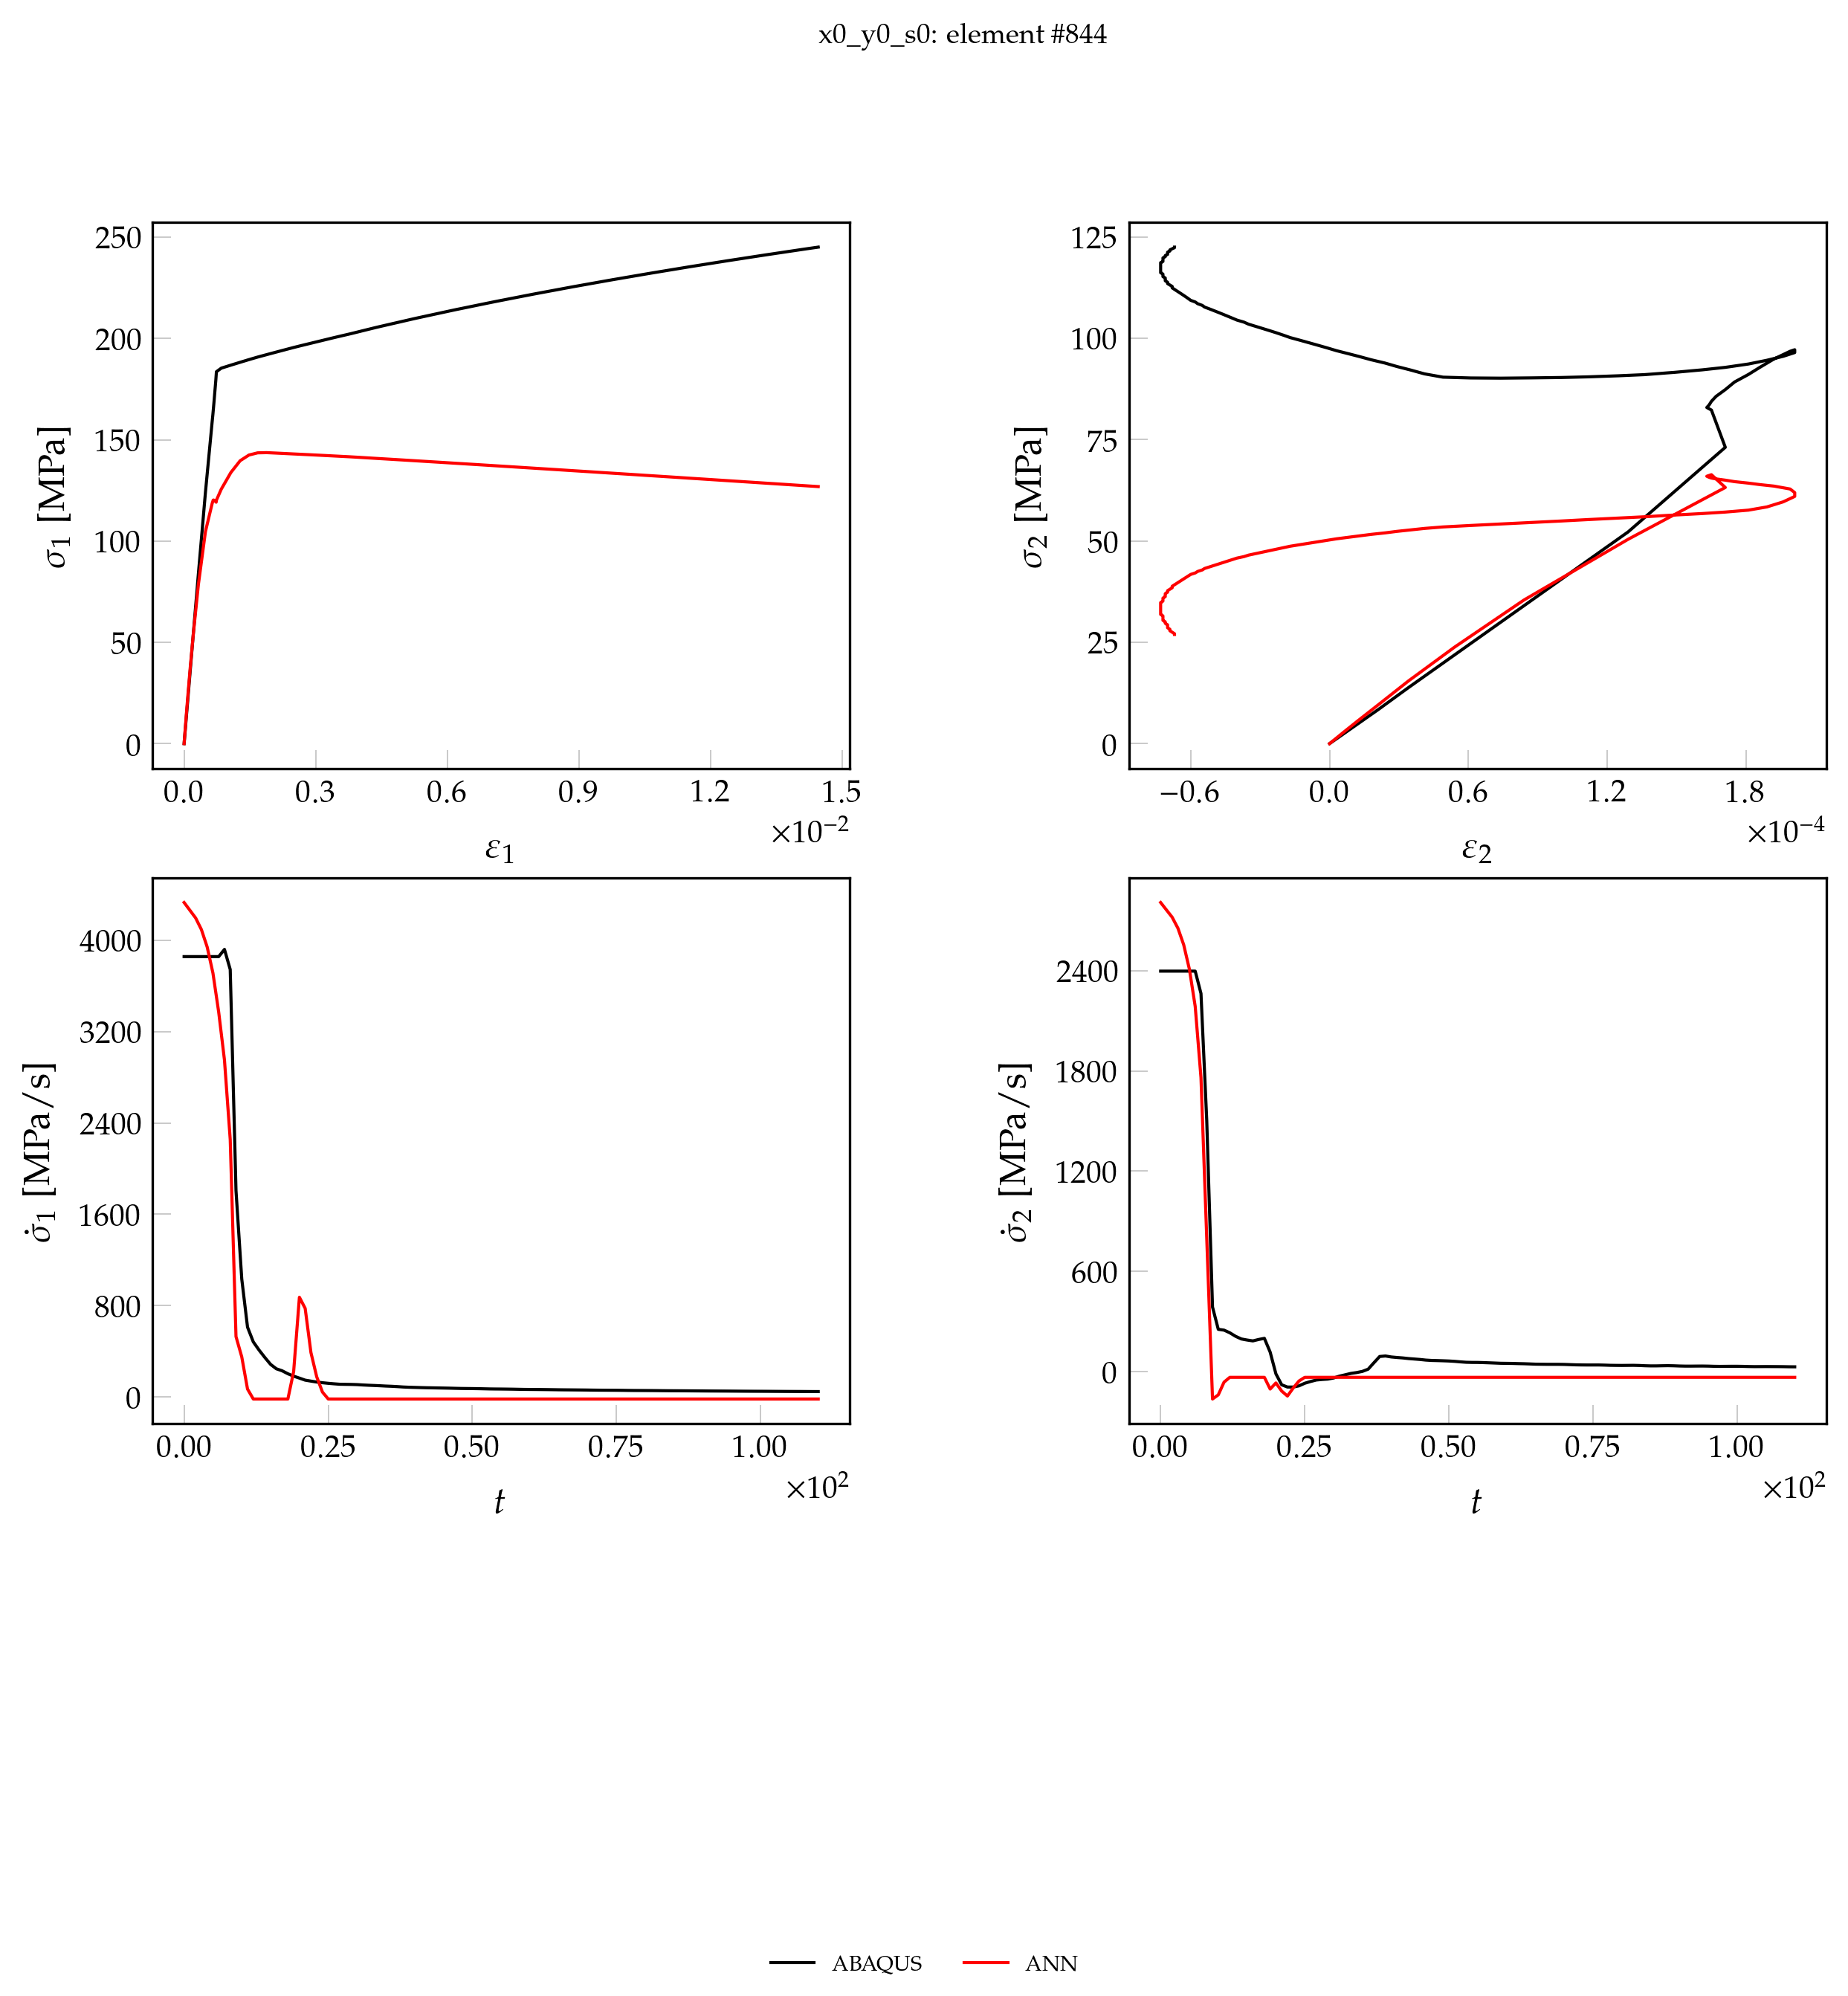 x0_y0_s0: element #844
σ1 [MPa]
250
200
150
100
50
0
0.0 0.3 0.6 0.9 1.2 1.5
×10−2
ε1
σ2 [MPa]
125
100
75
50
25
0
−0.6 0.0 0.6 1.2 1.8
×10−4
ε2
σ̇1 [MPa/s]
4000
3200
2400
1600
800
0
0.00 0.25 0.50 0.75 1.00
×10²
t
σ̇2 [MPa/s]
2400
1800
1200
600
0
0.00 0.25 0.50 0.75 1.00
×10²
t
ABAQUS ANN